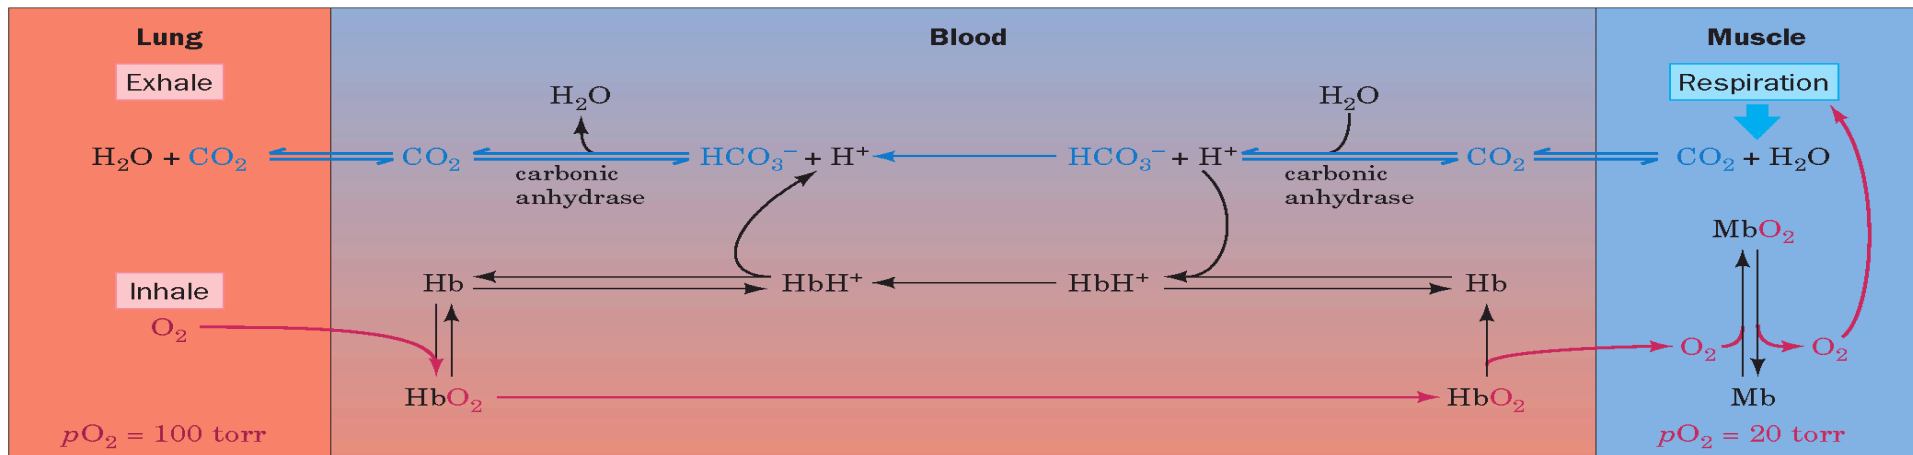 Lung Blood Muscle
Exhale H₂O H₂O Respiration
H₂O + CO₂ CO₂ HCO₃⁻ + H⁺ HCO₃⁻ + H⁺ CO₂ CO₂ + H₂O
carbonic carbonic
anhydrase anhydrase
MbO₂
Inhale Hb HbH⁺ HbH⁺ Hb
O₂ O₂ O₂
HbO₂ HbO₂ Mb
pO₂ = 100 torr pO₂ = 20 torr